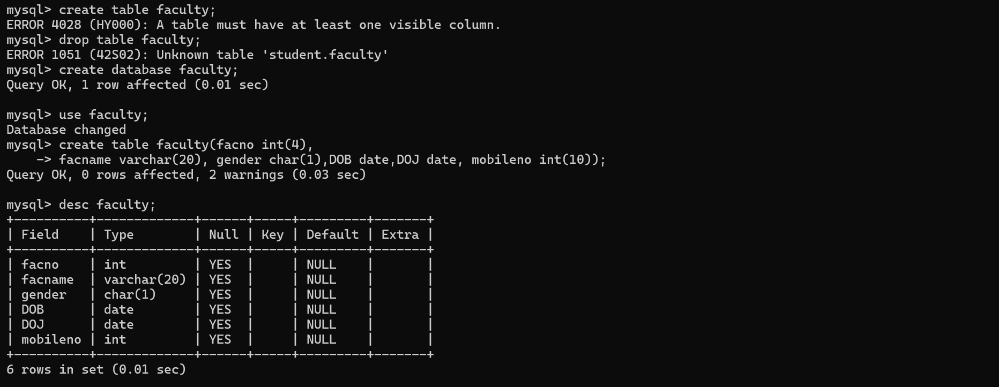 mysql> create table faculty;
ERROR 4028 (HY000): A table must have at least one visible column.
mysql> drop table faculty;
ERROR 1051 (42S02): Unknown table 'student.faculty'
mysql> create database faculty;
Query OK, 1 row affected (0.01 sec)

mysql> use faculty;
Database changed
mysql> create table faculty(facno int(4),
    -> facname varchar(20), gender char(1),DOB date,DOJ date, mobileno int(10));
Query OK, 0 rows affected, 2 warnings (0.03 sec)

mysql> desc faculty;
+----------+-------------+------+-----+---------+-------+
| Field    | Type        | Null | Key | Default | Extra |
+----------+-------------+------+-----+---------+-------+
| facno    | int         | YES  |     | NULL    |       |
| facname  | varchar(20) | YES  |     | NULL    |       |
| gender   | char(1)     | YES  |     | NULL    |       |
| DOB      | date        | YES  |     | NULL    |       |
| DOJ      | date        | YES  |     | NULL    |       |
| mobileno | int         | YES  |     | NULL    |       |
+----------+-------------+------+-----+---------+-------+
6 rows in set (0.01 sec)